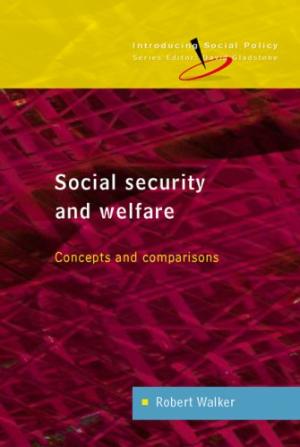 Introducing Social Policy
Series Editor: David Gladstone
Social security
and welfare
Concepts and comparisons
Robert Walker